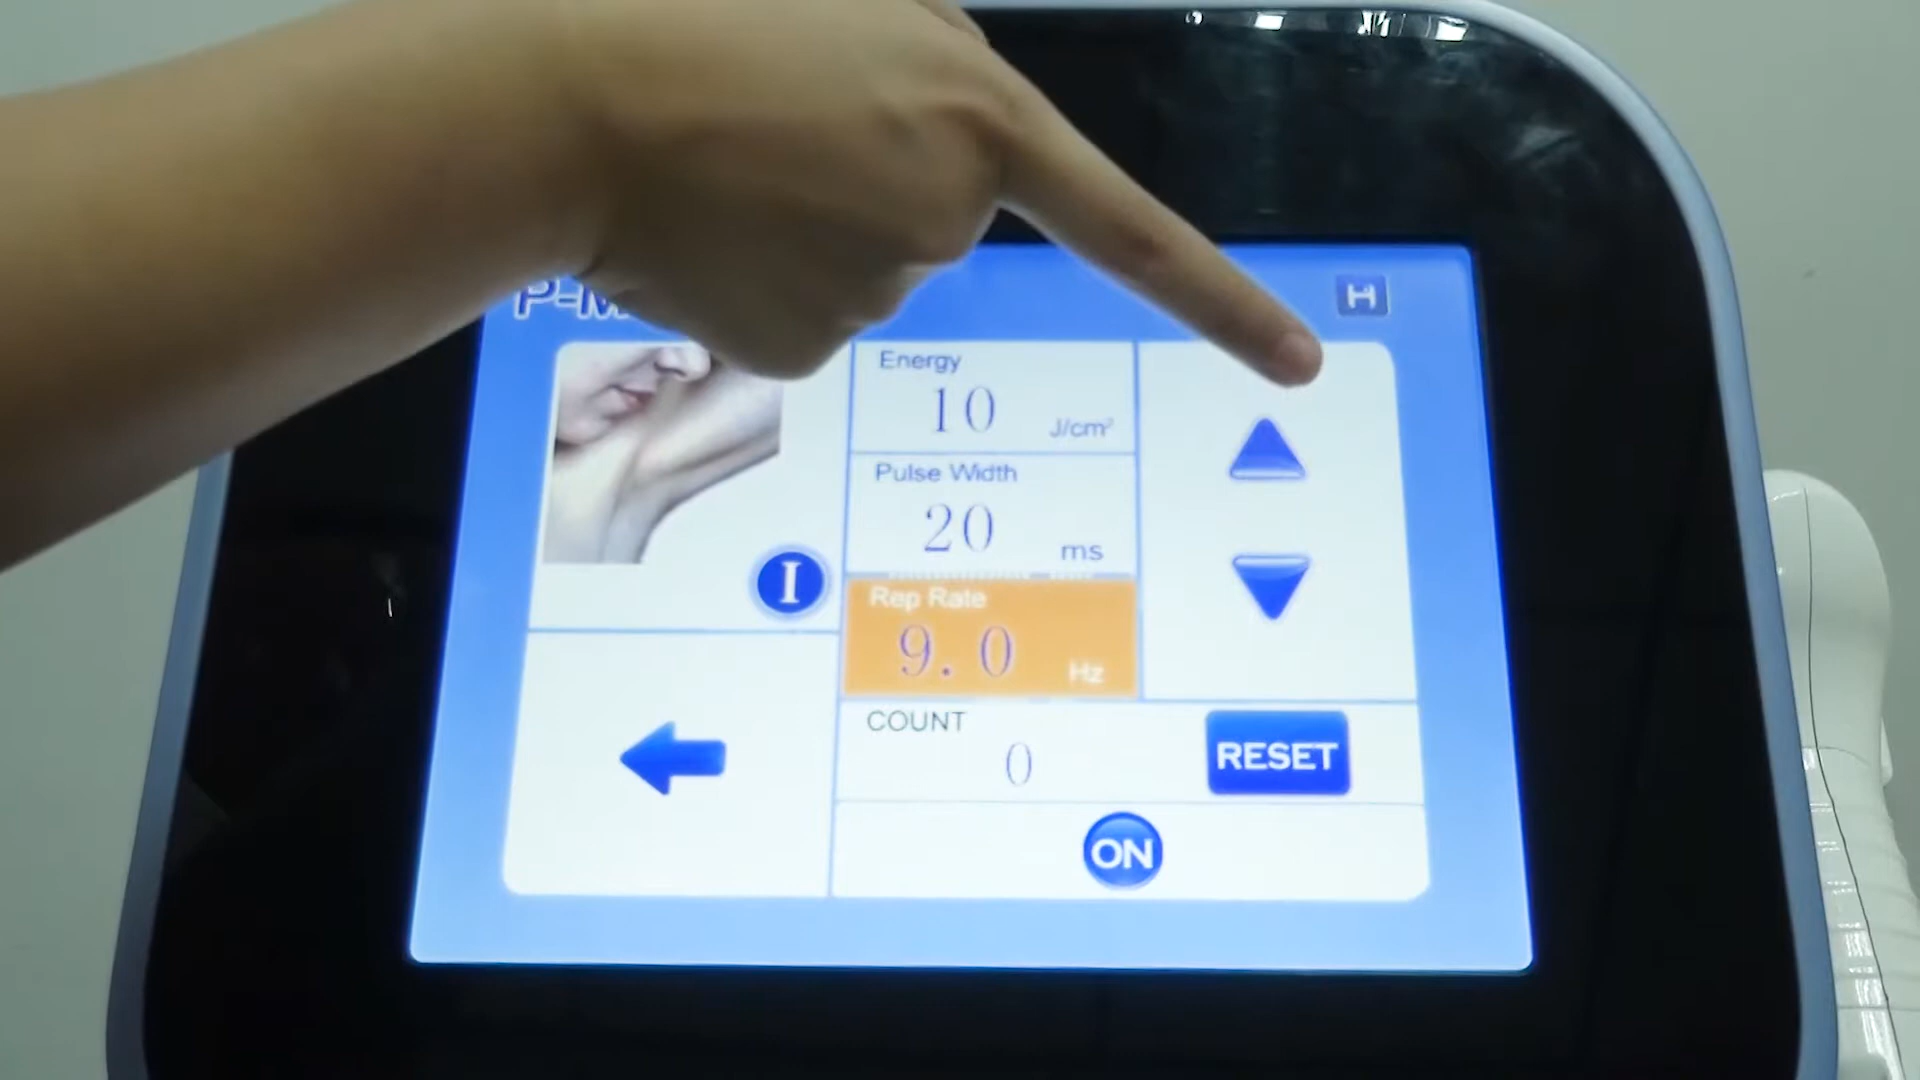 H
Energy
10 J/cm²
Pulse Width
20 ms
I
Rep Rate
9.0 Hz
COUNT
0
RESET
ON